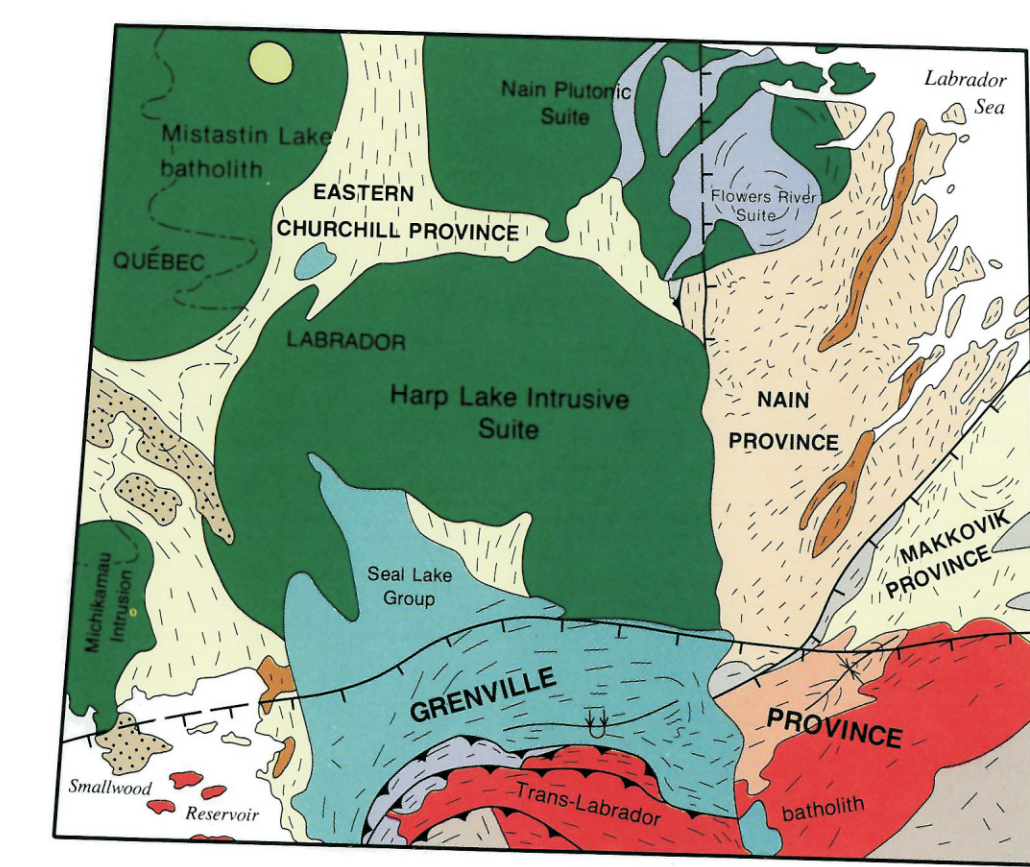 Labrador
Sea
Nain Plutonic
Suite
Mistastin Lake
batholith
EASTERN
CHURCHILL PROVINCE
Flowers River
Suite
QUÉBEC
LABRADOR
Harp Lake Intrusive
Suite
NAIN
PROVINCE
MAKKOVIK
PROVINCE
Seal Lake
Group
Michikamau
Intrusion
GRENVILLE
PROVINCE
Smallwood
Reservoir
Trans-Labrador
batholith